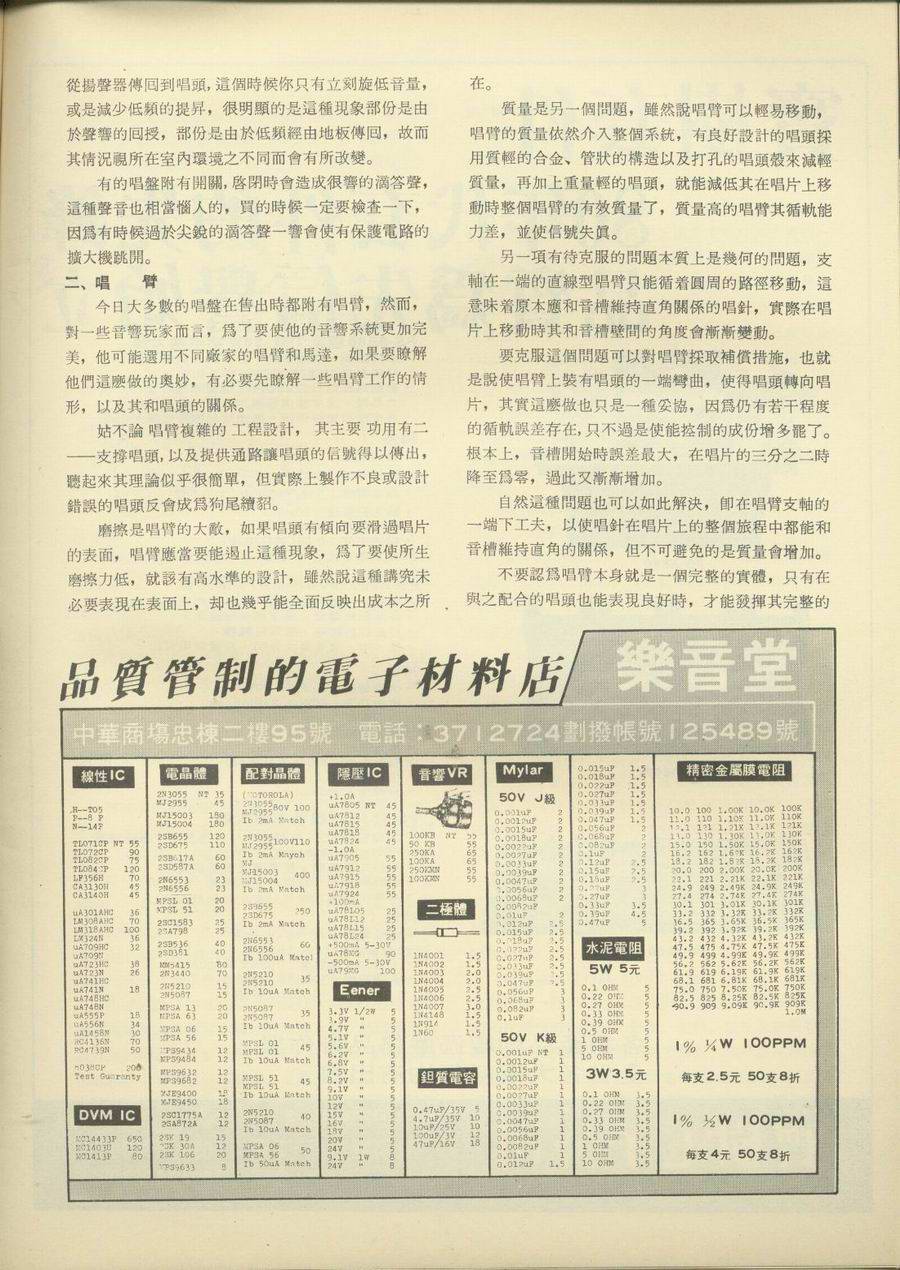 從揚聲器傳囘到唱頭,這個時候你只有立刻旋低音量,
或是減少低頻的提昇，很明顯的是這種現象部份是由
於聲響的囘授，部份是由於低頻經由地板傳囘，故而
其情況視所在室內環境之不同而會有所改變。
有的唱盤附有開關,啓閉時會造成很響的滴答聲，
這種聲音也相當惱人的，買的時候一定要檢查一下，
因爲有時候過於尖銳的滴答聲一響會使有保護電路的
擴大機跳開。
二、唱　臂
今日大多數的唱盤在售出時都附有唱臂，然而，
對一些音響玩家而言，爲了要使他的音響系統更加完
美，他可能選用不同廠家的唱臂和馬達，如果要瞭解
他們這麽做的奧妙，有必要先瞭解一些唱臂工作的情
形，以及其和唱頭的關係。
姑不論唱臂複雜的工程設計，其主要功用有二
——支撐唱頭,以及提供通路讓唱頭的信號得以傳出，
聽起來其理論似乎很簡單，但實際上製作不良或設計
錯誤的唱頭反會成爲狗尾續貂。
磨擦是唱臂的大敵，如果唱頭有傾向要滑過唱片
的表面，唱臂應當要能遏止這種現象，爲了要使所生
磨擦力低，就該有高水準的設計，雖然說這種講究未
必要表現在表面上，却也幾乎能全面反映出成本之所
在。
質量是另一個問題，雖然說唱臂可以輕易移動，
唱臂的質量依然介入整個系統，有良好設計的唱頭採
用質輕的合金、管狀的構造以及打孔的唱頭殼來減輕
質量，再加上重量輕的唱頭，就能減低其在唱片上移
動時整個唱臂的有效質量了，質量高的唱臂其循軌能
力差，並使信號失眞。
另一項有待克服的問題本質上是幾何的問題，支
軸在一端的直線型唱臂只能循着圓周的路徑移動，這
意味着原本應和音槽維持直角關係的唱針，實際在唱
片上移動時其和音槽壁間的角度會漸漸變動。
要克服這個問題可以對唱臂採取補償措施，也就
是說使唱臂上裝有唱頭的一端彎曲，使得唱頭轉向唱
片，其實這麽做也只是一種妥協，因爲仍有若干程度
的循軌誤差存在,只不過是使能控制的成份增多罷了。
根本上，音槽開始時誤差最大，在唱片的三分之二時
降至爲零，過此又漸漸增加。
自然這種問題也可以如此解決，卽在唱臂支軸的
一端下工夫，以使唱針在唱片上的整個旅程中都能和
音槽維持直角的關係，但不可避免的是質量會增加。
不要認爲唱臂本身就是一個完整的實體，只有在
與之配合的唱頭也能表現良好時，才能發揮其完整的
品質管制的電子材料店
樂音堂
中華商場忠棟二樓95號　電話：3712724劃撥帳號125489號
線性IC
.H--TO5
P--8 P
N--14P
TL071CP NT 55
TL072CP 90
TL082CP 75
TL084CP 120
LF356H 70
CA3130H 45
CA3140H 45
uA301AHC 36
LM308AHC 70
LM318AHC 100
LM324N 36
uA709HC 32
uA709N
uA723HC 38
uA723N 26
uA741HC
uA741N 18
uA748HC
uA748N
uA555P 18
uA556N 34
uA1458N 30
RC4136N 70
RC4739N 50
Test Guaranty
DVM IC
MC14433P 650
MC1403U 120
MC1413P 80
電晶體
2N3055 NT 35
MJ2955 45
MJ15003 180
MJ15004 180
2SB655 120
2SD675 110
2SB617A 60
2SD587A 60
2N6553 23
2N6556 23
MPSL 01 20
MPSL 51 20
2SC1583 25
2SA798 25
2SB536 40
2SD381 40
MM5415 80
2N3440 70
2N5210 15
2N5087 15
MPSA 13 20
MPSA 63 20
MPSA 06 15
MPSA 56 15
MPS9434 12
MPS9484 12
MPS9632 12
MPS9682 12
MJE9400 18
MJE9450 18
2SC1775A 12
2SA872A 12
2SK 19 15
2SK 30A 12
2SK 106 20
MPS9633 8
配對晶體
(MOTOROLA)
2N3055
MJ2955 80V 100
Ib 2mA Match
2N3055
MJ2955 100V110
Ib 2mA Match
MJ
MJ15003 400
MJ15004
Ib 2mA Match
2SB655
2SD675 250
Ib 2mA Match
2N6553
2N6556 60
Ib 100uA Match
2N5210
2N5210 35
Ib 10uA Match
2N5087
2N5087 35
Ib 10uA Match
MPSL 01
MPSL 01 45
Ib 10uA Match
MPSL 51
MPSL 51 45
Ib 10uA Match
2N5210
2N5087 40
Ib 10uA Match
MPSA 06
MPSA 56 50
Ib 50uA Match
隱壓IC
+1.0A
uA7805 NT 45
uA7812 45
uA7815 45
uA7818 45
uA7824 45
-1.0A
uA7905 55
uA7912 55
uA7915 55
uA7918 55
uA7924 55
+100mA
uA78L05 25
uA78L12 25
uA78L15 25
uA78L24 25
+500mA 5-30V
uA78MG 90
-500mA 5-30V
uA79MG 100
Eener
3.3V 1/2W 5
3.9V " 5
4.7V " 5
5.1V " 5
5.6V " 5
6.2V " 5
6.8V " 5
7.5V " 5
8.2V " 5
9.1V " 5
10V " 5
12V " 5
15V " 5
16V " 5
18V " 5
20V " 5
24V 5
9.1V 1W 8
24V " 8
音響VR
100KB NT 55
50 KB 55
250KA 65
100KA 65
250KMN 55
100KMN 55
二極體
1N4001 1.5
1N4002 1.5
1N4003 2.0
1N4004 2.0
1N4005 2.5
1N4006 2.5
1N4007 3.0
1N4148 1.5
1N914 1.5
1N60 1.5
鉭質電容
0.47uF/35V 5
4.7uF/35V 10
10uF/25V 10
100uF/3V 12
47uF/16V 18
Mylar
50V J級
0.001uF 2
0.0012uF 2
0.0015uF 2
0.0018uF 2
0.0022uF 2
0.0027uF 2
0.0033uF 2
0.0039uF 2
0.0047uF 2
0.0056uF 2
0.0068uF 2
0.0082uF 2
0.01uF 2
0.012uF 2.5
0.015uF 2.5
0.018uF 2.5
0.022uF 2.5
0.027uF 2.5
0.033uF 2.5
0.039uF 2.5
0.047uF 2.5
0.056uF 3
0.068uF 3
0.082uF 3
0.1uF 3
50V K級
0.001uF NT 1
0.0012uF 1
0.0015uF 1
0.0018uF 1
0.0022uF 1
0.0027uF 1
0.0033uF 1
0.0039uF 1
0.0047uF 1
0.0056uF 1
0.0068uF 1
0.0082uF 1
0.01uF 1
0.012uF 1.5
0.015uF 1.5
0.018uF 1.5
0.022uF 1.5
0.027uF 1.5
0.033uF 1.5
0.039uF 1.5
0.047uF 2
0.056uF 2
0.068uF 2
0.082uF 2
0.1uF 2
0.12uF 2.5
0.15uF 2.5
0.18uF 2.5
0.22uF 3
0.27uF 3
0.33uF 3.5
0.39uF 4.5
0.47uF 5
水泥電阻
5W 5元
0.1 OHM 5
0.22 OHM 5
0.27 OHM 5
0.33 OHM 5
0.39 OHM 5
0.5 OHM 5
1 OHM 5
5 OHM 5
10 OHM 5
3W 3.5元
0.1 OHM 3.5
0.22 OHM 3.5
0.27 OHM 3.5
0.33 OHM 3.5
0.39 OHM 3.5
0.5 OHM 3.5
1 OHM 3.5
5 OHM 3.5
10 OHM 3.5
精密金屬膜電阻
10.0 100 1.00K 10.0K 100K
11.0 110 1.10K 11.0K 110K
12.1 121 1.21K 12.1K 121K
13.0 130 1.30K 13.0K 130K
15.0 150 1.50K 15.0K 150K
16.2 162 1.62K 16.2K 162K
18.2 182 1.82K 18.2K 182K
20.0 200 2.00K 20.0K 200K
22.1 221 2.21K 22.1K 221K
24.9 249 2.49K 24.9K 249K
27.4 274 2.74K 27.4K 274K
30.1 301 3.01K 30.1K 301K
33.2 332 3.32K 33.2K 332K
36.5 365 3.65K 36.5K 365K
39.2 392 3.92K 39.2K 392K
43.2 432 4.32K 43.2K 432K
47.5 475 4.75K 47.5K 475K
49.9 499 4.99K 49.9K 499K
56.2 562 5.62K 56.2K 562K
61.9 619 6.19K 61.9K 619K
68.1 681 6.81K 68.1K 681K
75.0 750 7.50K 75.0K 750K
82.5 825 8.25K 82.5K 825K
90.9 909 9.09K 90.9K 909K
1.0M
1% ¼W 100PPM
每支2.5元 50支8折
1% ½W 100PPM
每支4元 50支8折